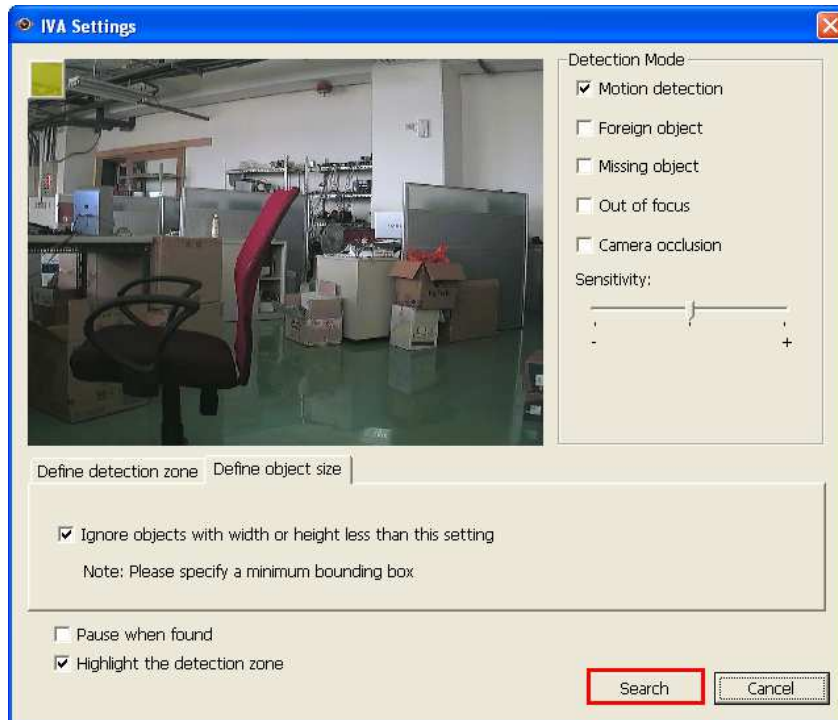 IVA Settings
Detection Mode
Motion detection
Foreign object
Missing object
Out of focus
Camera occlusion
Sensitivity:
- +
Define detection zone Define object size
Ignore objects with width or height less than this setting
Note: Please specify a minimum bounding box
Pause when found
Highlight the detection zone
Search Cancel